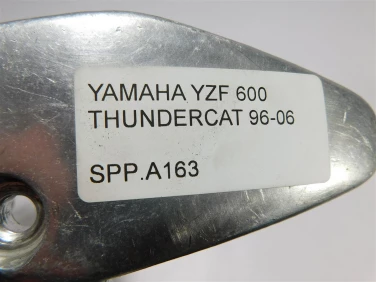 YAMAHA YZF 600
THUNDERCAT 96-06
SPP.A163